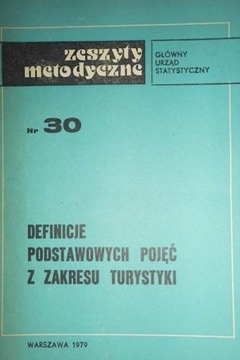 zeszyty
metodyczne
GŁÓWNY
URZĄD
STATYSTYCZNY
Nr 30
DEFINICJE
PODSTAWOWYCH POJĘĆ
Z ZAKRESU TURYSTYKI
WARSZAWA 1979